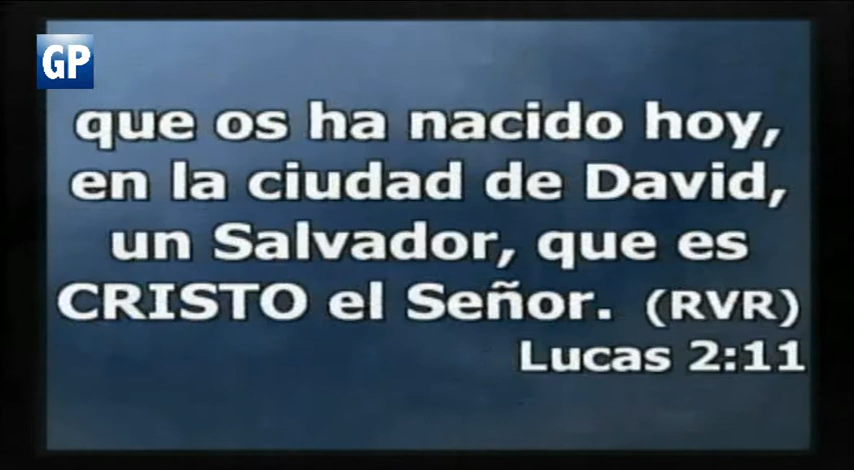 GP
que os ha nacido hoy,
en la ciudad de David,
un Salvador, que es
CRISTO el Señor. (RVR)
Lucas 2:11